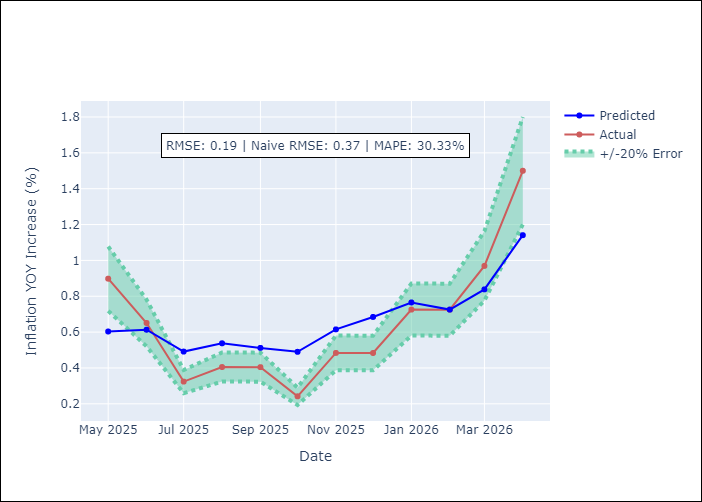 RMSE: 0.19 | Naive RMSE: 0.37 | MAPE: 30.33%
Predicted
Actual
+/-20% Error
Inflation YOY Increase (%)
1.8
1.6
1.4
1.2
1
0.8
0.6
0.4
0.2
May 2025
Jul 2025
Sep 2025
Nov 2025
Jan 2026
Mar 2026
Date